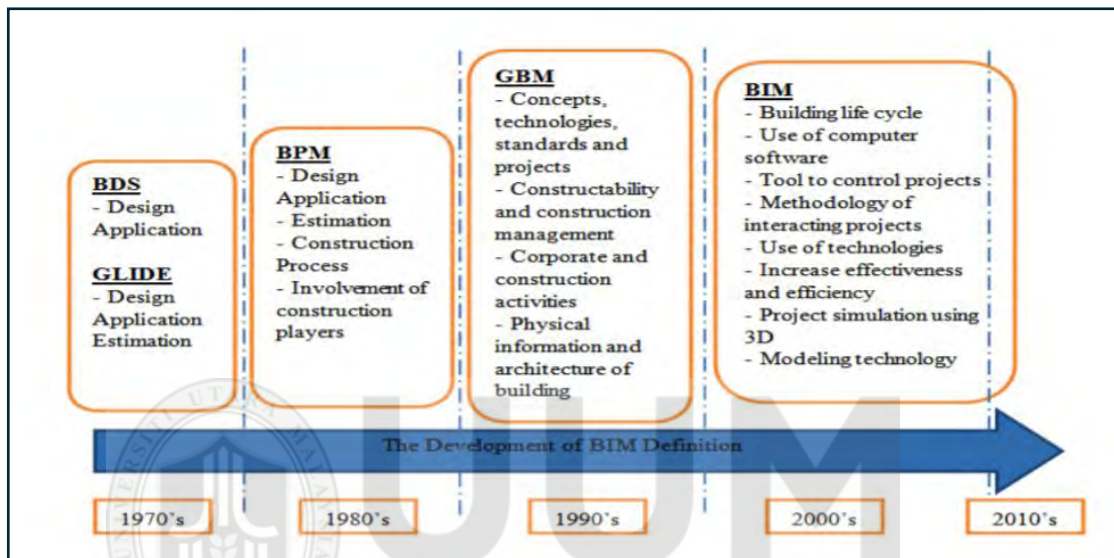 BDS
- Design
Application
GLIDE
- Design
Application
Estimation
BPM
- Design
Application
- Estimation
- Construction
Process
- Involvement of
construction
players
GBM
- Concepts,
technologies,
standards and
projects
- Constructability
and construction
management
- Corporate and
construction
activities
- Physical
information and
architecture of
building
BIM
- Building life cycle
- Use of computer
software
- Tool to control projects
- Methodology of
interacting projects
- Use of technologies
- Increase effectiveness
and efficiency
- Project simulation using
3D
- Modeling technology
The Development of BIM Definition
1970's
1980's
1990's
2000's
2010's
UNIVERSITI UTARA MALAYSIA
UUM